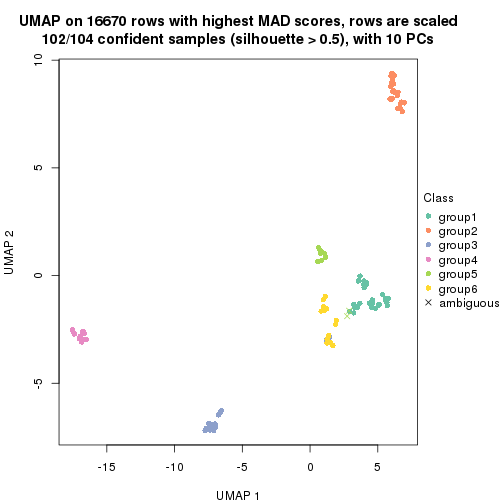 UMAP on 16670 rows with highest MAD scores, rows are scaled
102/104 confident samples (silhouette > 0.5), with 10 PCs
10
5
0
-5
UMAP 2
-15
-10
-5
0
5
UMAP 1
Class
group1
group2
group3
group4
group5
group6
ambiguous